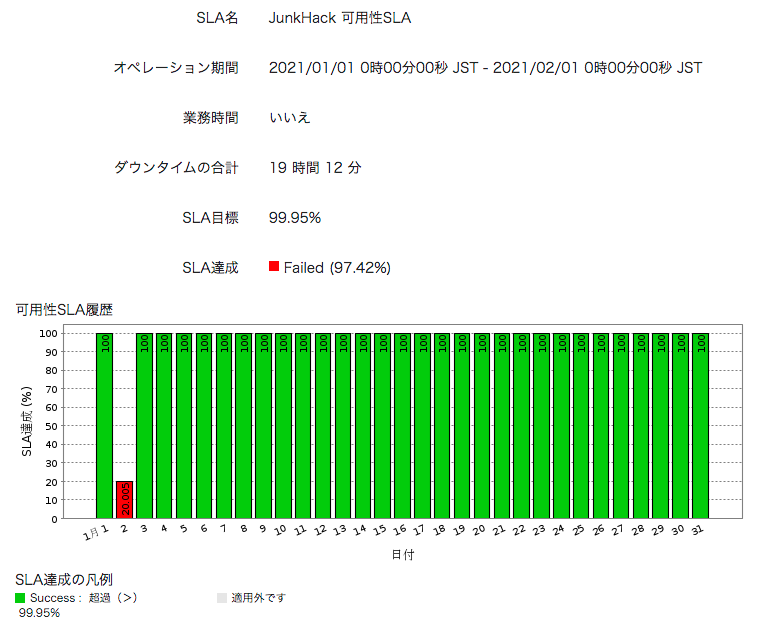 SLA名 JunkHack 可用性SLA
オペレーション期間 2021/01/01 0時00分00秒 JST - 2021/02/01 0時00分00秒 JST
業務時間 いいえ
ダウンタイムの合計 19 時間 12 分
SLA目標 99.95%
SLA達成 Failed (97.42%)
可用性SLA履歴
SLA達成 (%)
100
90
80
70
60
50
40
30
20
10
0
100 20.005 100 100 100 100 100 100 100 100 100 100 100 100 100 100 100 100 100 100 100 100 100 100 100 100 100 100 100 100 100
1月 1 2 3 4 5 6 7 8 9 10 11 12 13 14 15 16 17 18 19 20 21 22 23 24 25 26 27 28 29 30 31
日付
SLA達成の凡例
Success : 超過（＞） 適用外です
99.95%